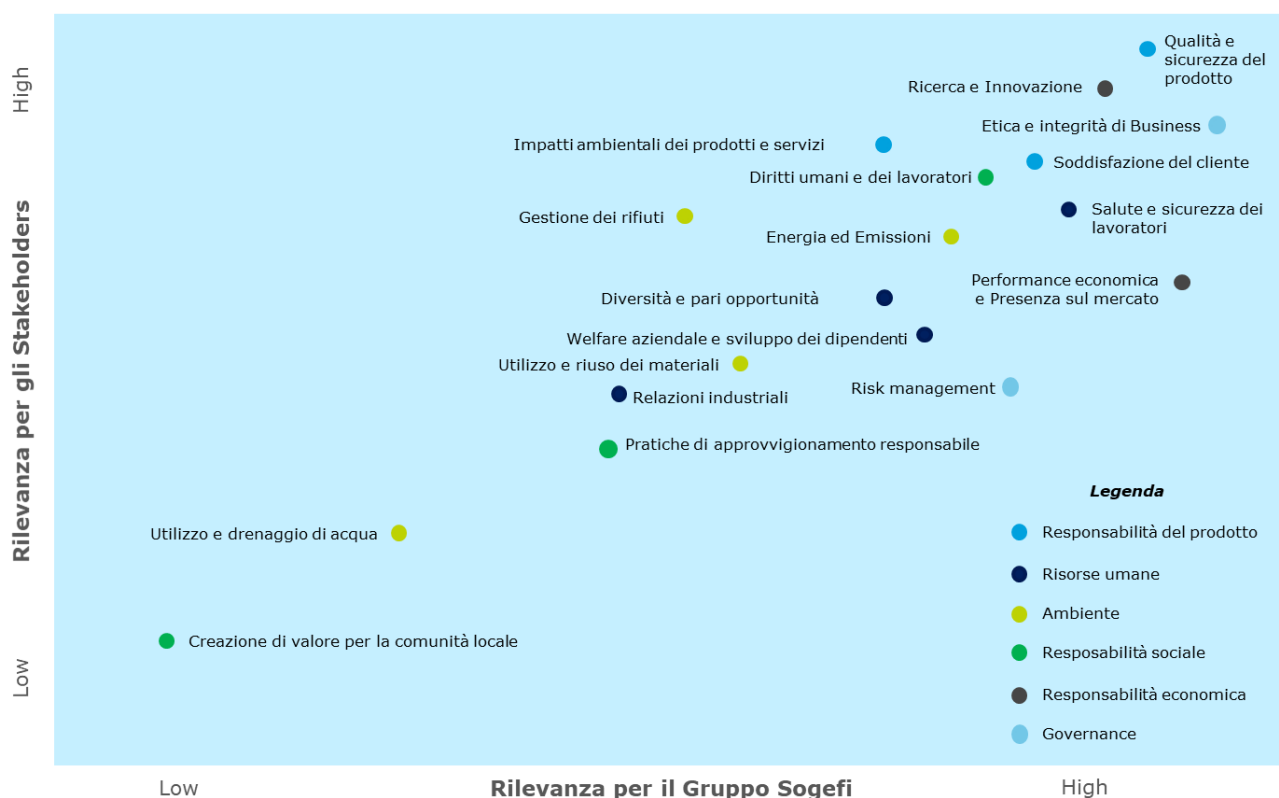 High
Rilevanza per gli Stakeholders
Low
Qualità e
sicurezza del
prodotto
Ricerca e Innovazione
Etica e integrità di Business
Impatti ambientali dei prodotti e servizi
Soddisfazione del cliente
Diritti umani e dei lavoratori
Salute e sicurezza dei
lavoratori
Gestione dei rifiuti
Energia ed Emissioni
Performance economica
e Presenza sul mercato
Diversità e pari opportunità
Welfare aziendale e sviluppo dei dipendenti
Utilizzo e riuso dei materiali
Risk management
Relazioni industriali
Pratiche di approvvigionamento responsabile
Utilizzo e drenaggio di acqua
Creazione di valore per la comunità locale
Legenda
Responsabilità del prodotto
Risorse umane
Ambiente
Resposabilità sociale
Responsabilità economica
Governance
Low
Rilevanza per il Gruppo Sogefi
High